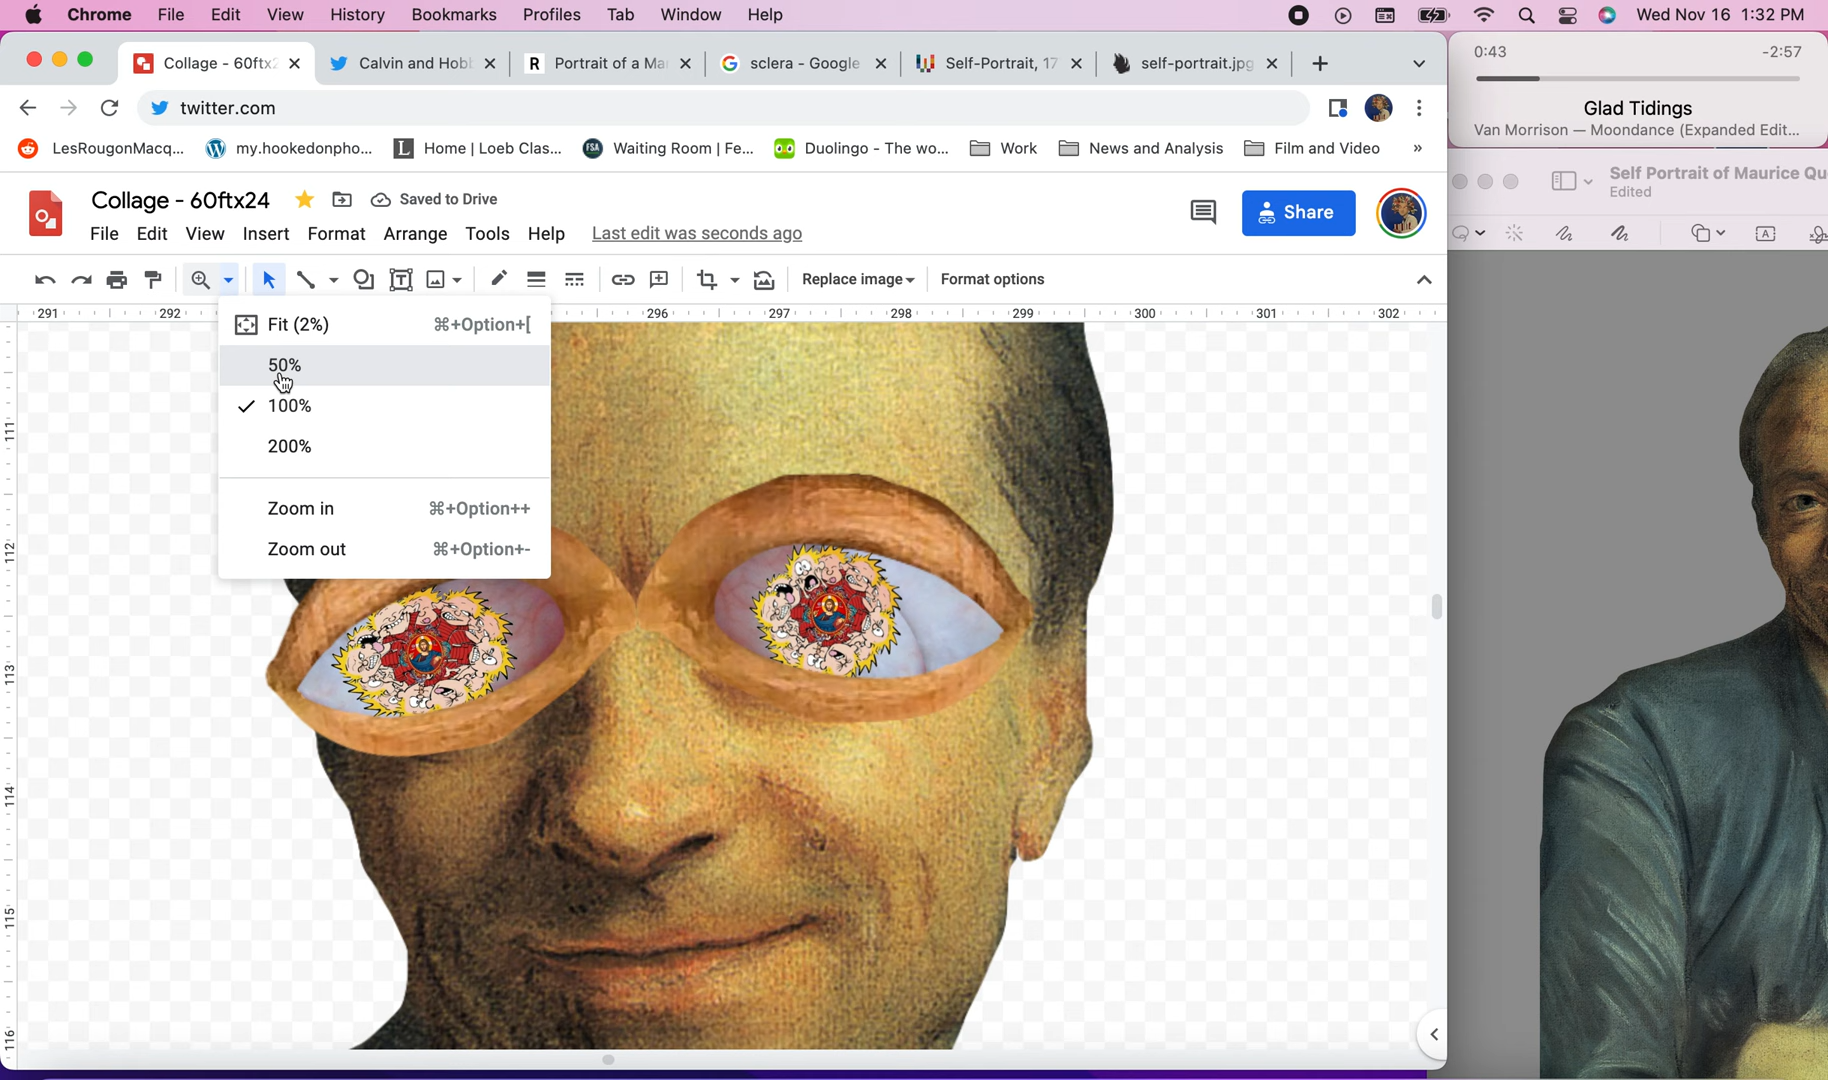 Chrome File Edit View History Bookmarks Profiles Tab Window Help Wed Nov 16 1:32 PM
Collage - 60ftx2 Calvin and Hobb R Portrait of a Ma sclera - Google Self-Portrait, 17 self-portrait.jpg
twitter.com
LesRougonMacq... my.hookedonpho... L Home | Loeb Clas... FSA Waiting Room | Fe... Duolingo - The wo... Work News and Analysis Film and Video »
Collage - 60ftx24 Saved to Drive
Share
File Edit View Insert Format Arrange Tools Help Last edit was seconds ago
Replace image Format options
291 292 296 297 298 299 300 301 302
Fit (2%) ⌘+Option+[
50%
100%
200%
Zoom in ⌘+Option++
Zoom out ⌘+Option+-
111
112
113
114
115
116
0:43 -2:57
Glad Tidings
Van Morrison — Moondance (Expanded Edit...
Self Portrait of Maurice Qu
Edited
A